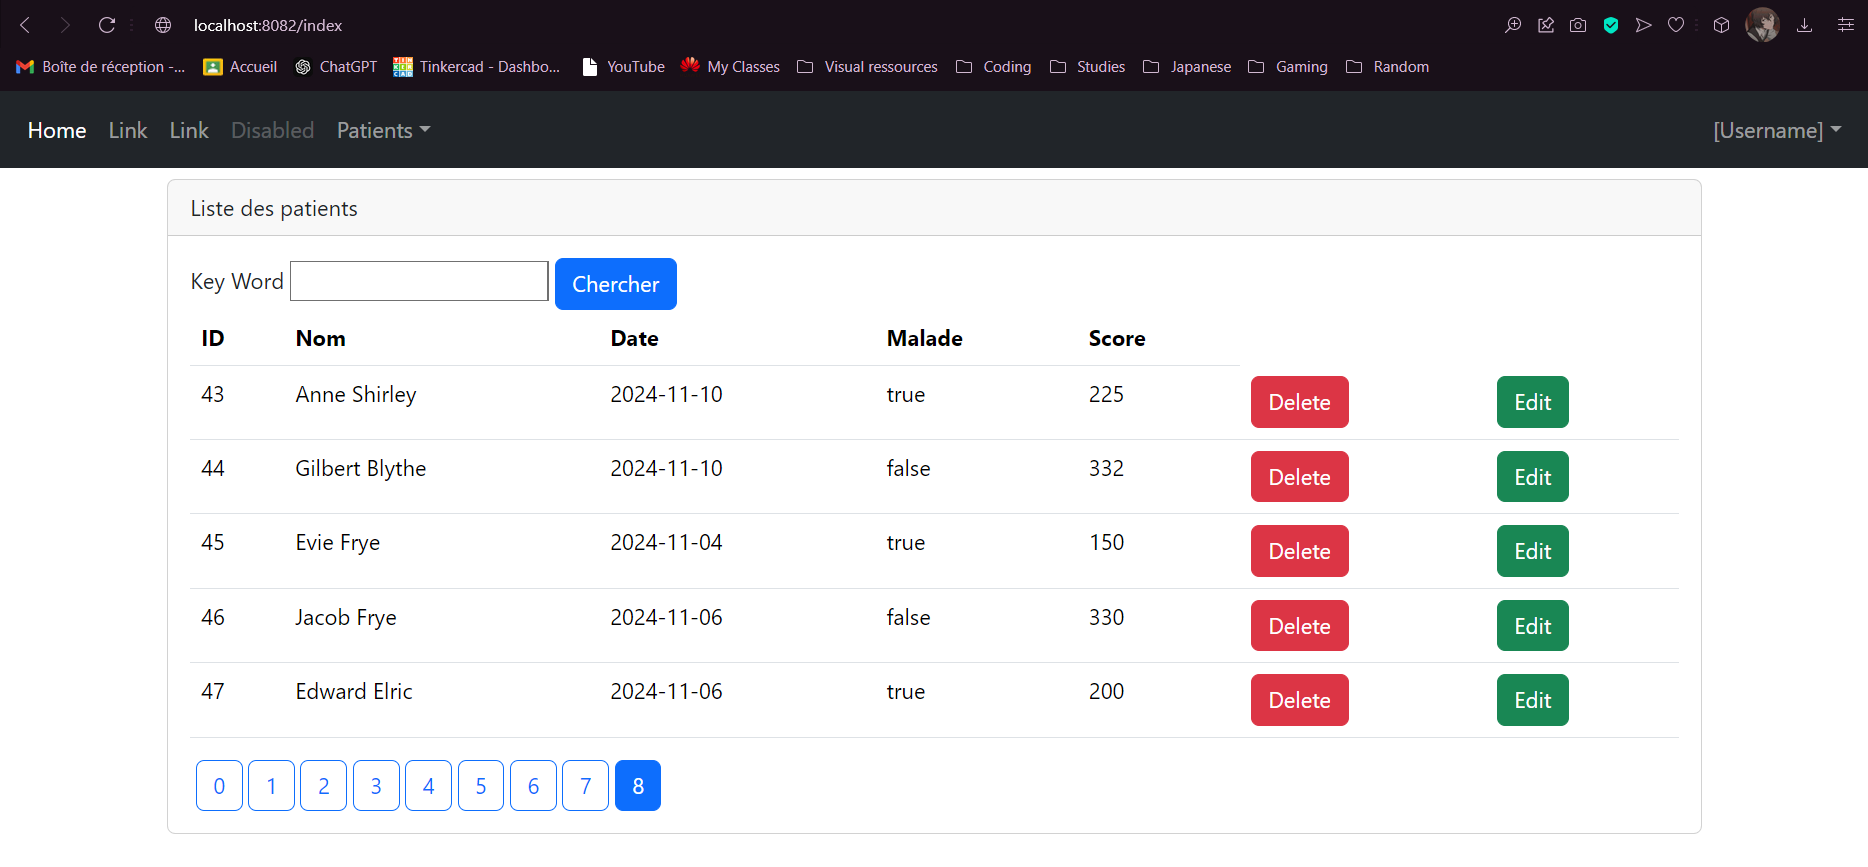 localhost:8082/index
Boîte de réception -... Accueil ChatGPT Tinkercad - Dashbo... YouTube My Classes Visual ressources Coding Studies Japanese Gaming Random
Home Link Link Disabled Patients [Username]
Liste des patients
Key Word Chercher
ID Nom Date Malade Score
43 Anne Shirley 2024-11-10 true 225 Delete Edit
44 Gilbert Blythe 2024-11-10 false 332 Delete Edit
45 Evie Frye 2024-11-04 true 150 Delete Edit
46 Jacob Frye 2024-11-06 false 330 Delete Edit
47 Edward Elric 2024-11-06 true 200 Delete Edit
0 1 2 3 4 5 6 7 8